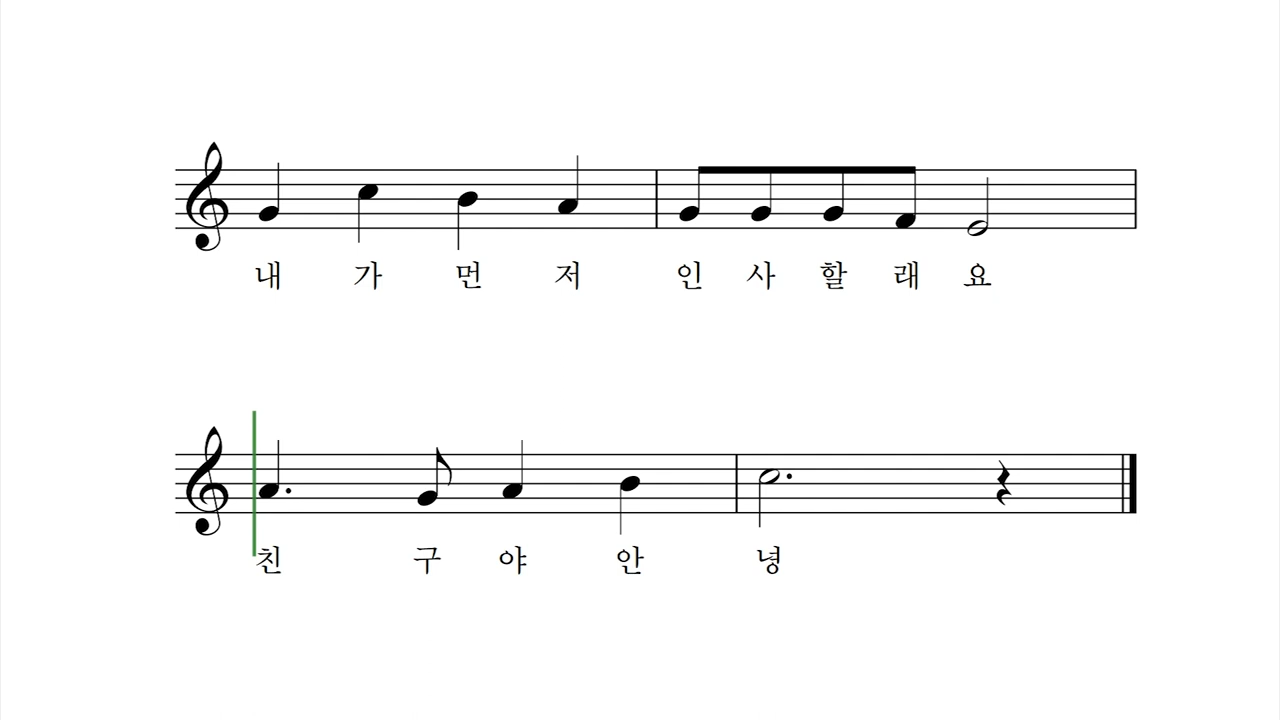 내 가 먼 저 인 사 할 래 요
친 구 야 안 녕